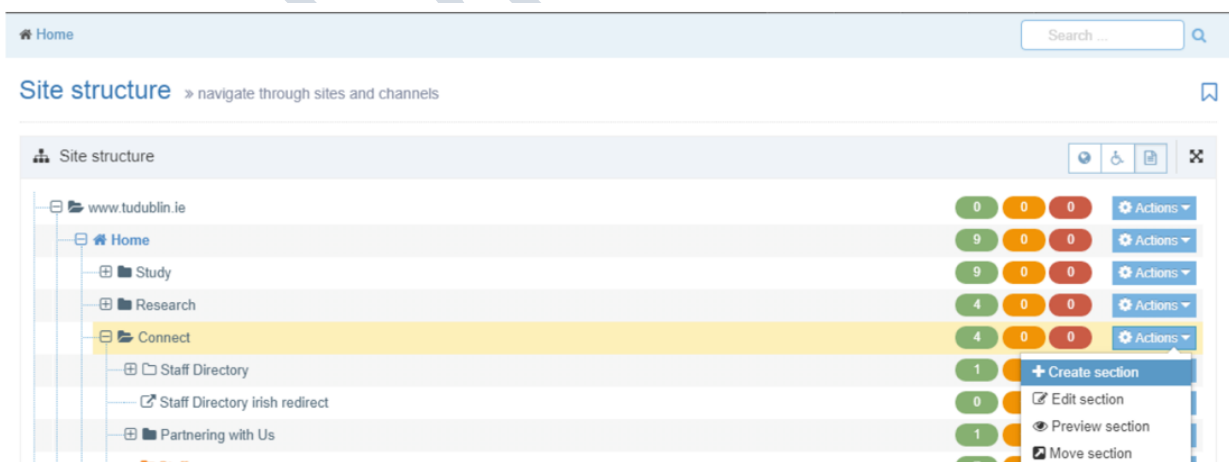 Home Search ...
Site structure » navigate through sites and channels
Site structure
www.tudublin.ie 0 0 0 Actions
Home 9 0 0 Actions
Study 9 0 0 Actions
Research 4 0 0 Actions
Connect 4 0 0 Actions
Staff Directory 1 Create section
Staff Directory irish redirect 0 Edit section
Partnering with Us 1 Preview section
Move section